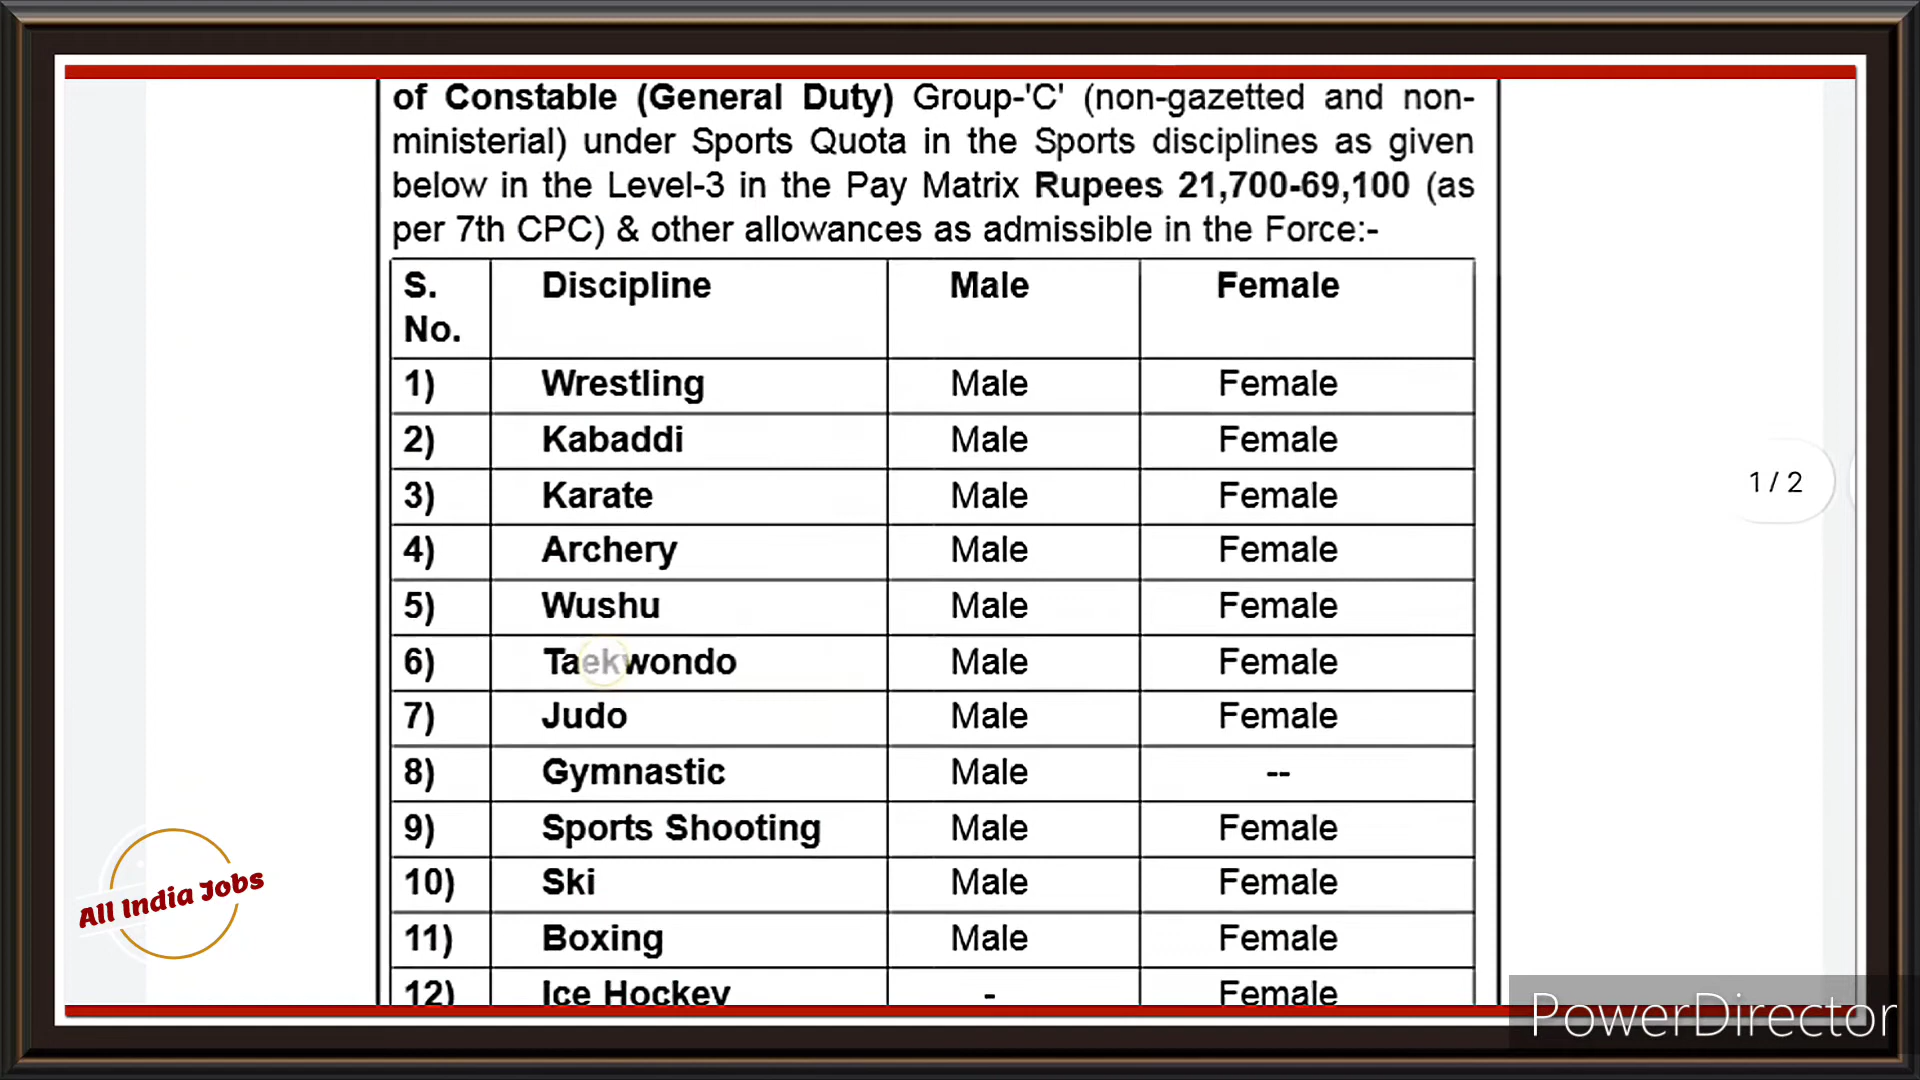 of Constable (General Duty) Group-'C' (non-gazetted and non-
ministerial) under Sports Quota in the Sports disciplines as given
below in the Level-3 in the Pay Matrix Rupees 21,700-69,100 (as
per 7th CPC) & other allowances as admissible in the Force:-
S. No. Discipline Male Female
1) Wrestling Male Female
2) Kabaddi Male Female
3) Karate Male Female
4) Archery Male Female
5) Wushu Male Female
6) Taekwondo Male Female
7) Judo Male Female
8) Gymnastic Male --
9) Sports Shooting Male Female
10) Ski Male Female
11) Boxing Male Female
12) Ice Hockey - Female
1 / 2
All India Jobs
PowerDirector